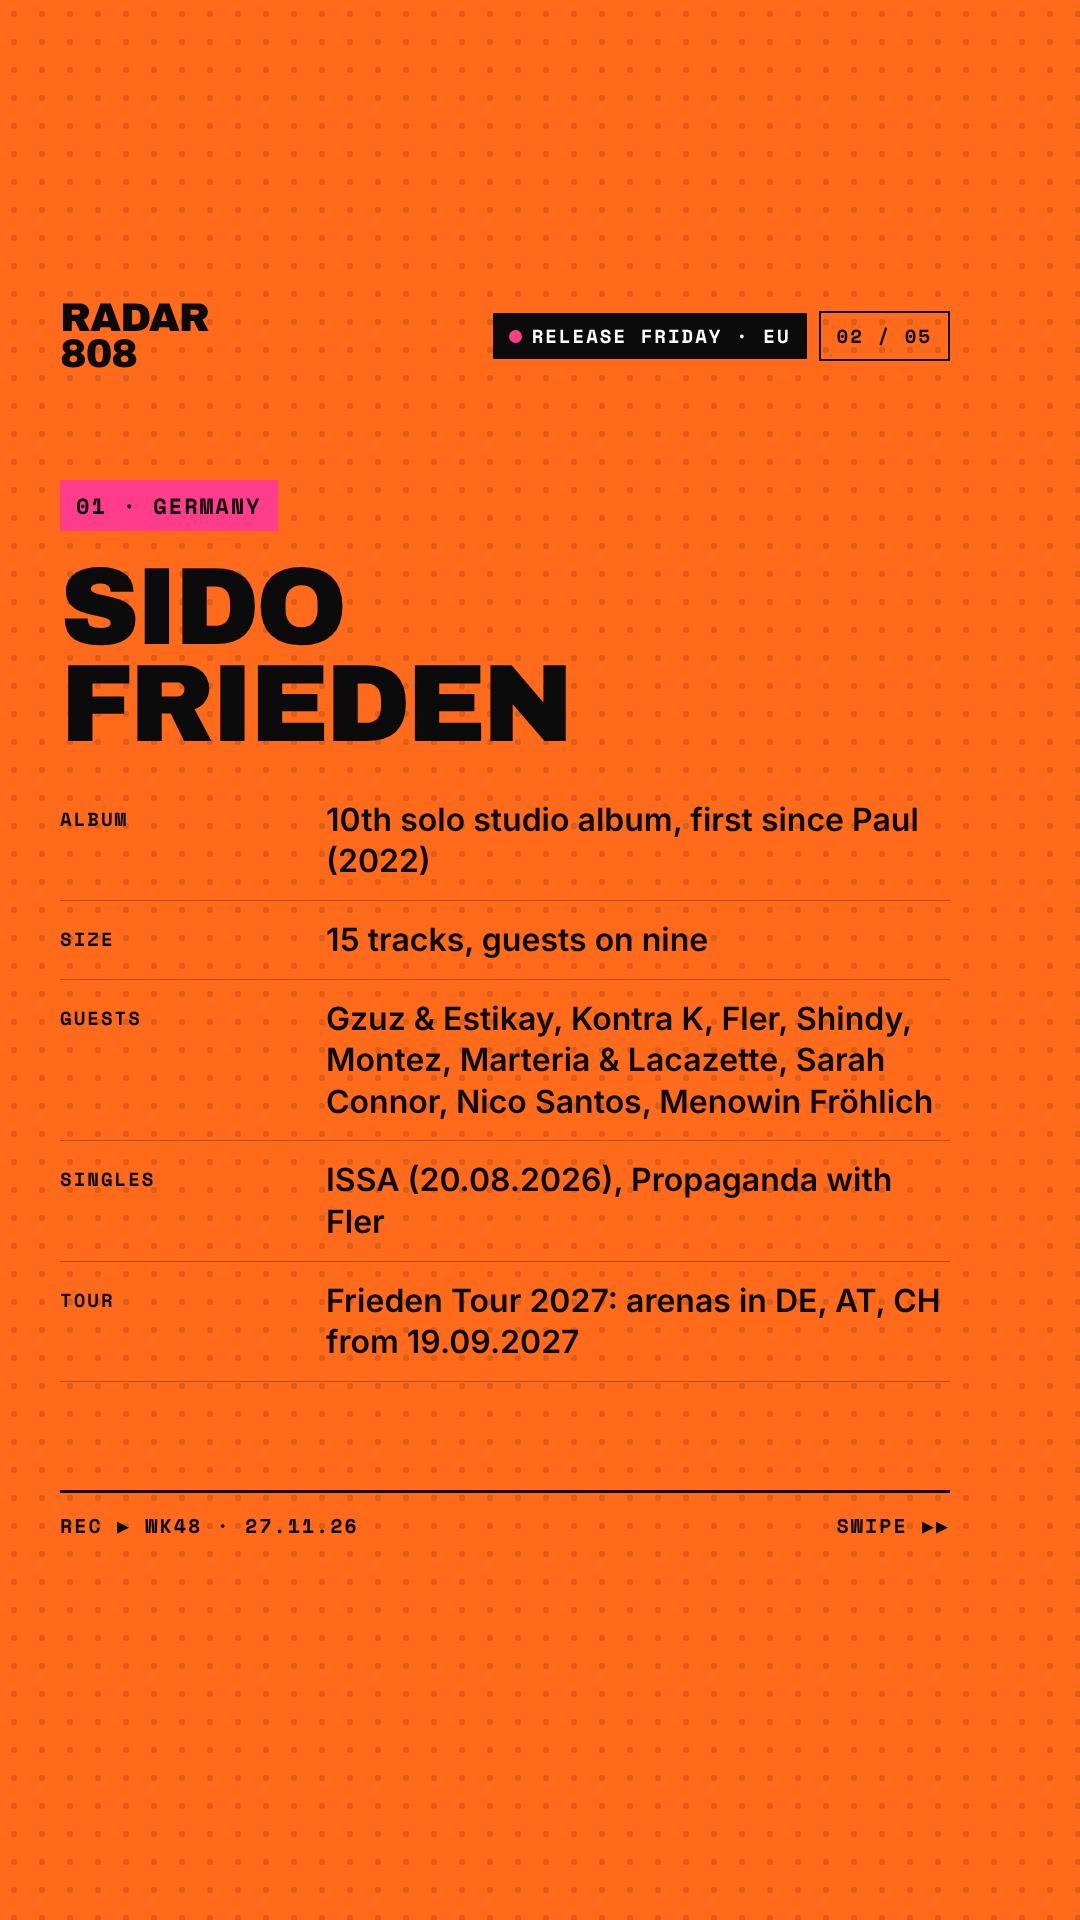 RADAR
808
RELEASE FRIDAY · EU
02 / 05
01 · GERMANY
SIDO
FRIEDEN
ALBUM
10th solo studio album, first since Paul
(2022)
SIZE
15 tracks, guests on nine
GUESTS
Gzuz & Estikay, Kontra K, Fler, Shindy,
Montez, Marteria & Lacazette, Sarah
Connor, Nico Santos, Menowin Fröhlich
SINGLES
ISSA (20.08.2026), Propaganda with
Fler
TOUR
Frieden Tour 2027: arenas in DE, AT, CH
from 19.09.2027
REC ▶ WK48 · 27.11.26
SWIPE ▶▶